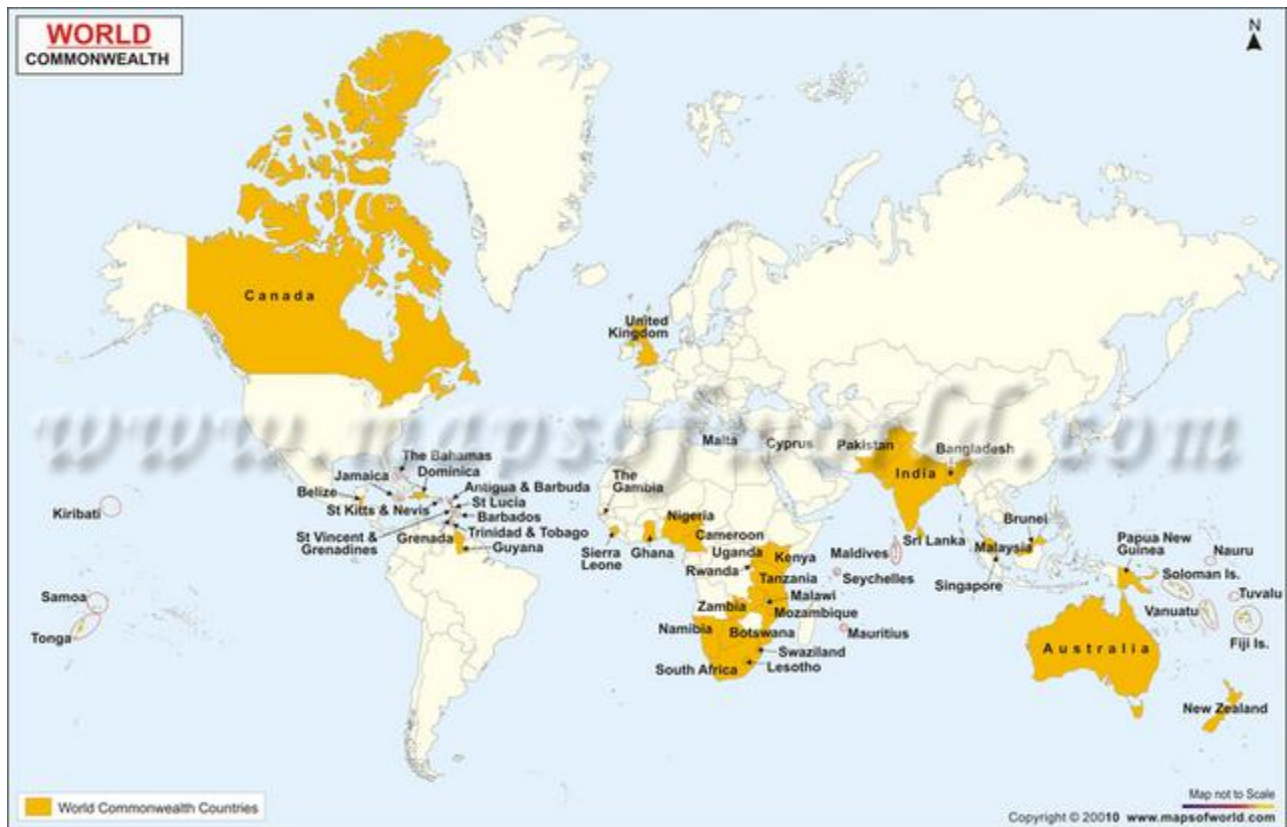 WORLD
COMMONWEALTH
N
Canada
United
Kingdom
www.mapsofworld.com
Malta
Cyprus
Pakistan
Bangladesh
India
The Bahamas
Jamaica
Dominica
Belize
Antigua & Barbuda
St Kitts & Nevis
St Lucia
Barbados
St Vincent &
Grenadines
Grenada
Trinidad & Tobago
Guyana
Kiribati
Samoa
Tonga
The
Gambia
Nigeria
Cameroon
Sierra
Leone
Ghana
Uganda
Kenya
Rwanda
Tanzania
Malawi
Zambia
Mozambique
Namibia
Botswana
Swaziland
South Africa
Lesotho
Maldives
Seychelles
Mauritius
Sri Lanka
Brunei
Malaysia
Singapore
Papua New
Guinea
Nauru
Soloman Is.
Tuvalu
Vanuatu
Fiji Is.
Australia
New Zealand
World Commonwealth Countries
Map not to Scale
Copyright © 20010 www.mapsofworld.com